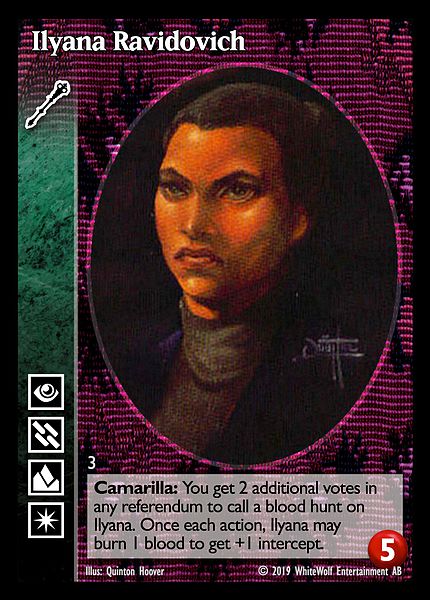 Ilyana Ravidovich
3
Camarilla: You get 2 additional votes in
any referendum to call a blood hunt on
Ilyana. Once each action, Ilyana may
burn 1 blood to get +1 intercept.
5
Illus: Quinton Hoover
© 2019 WhiteWolf Entertainment AB